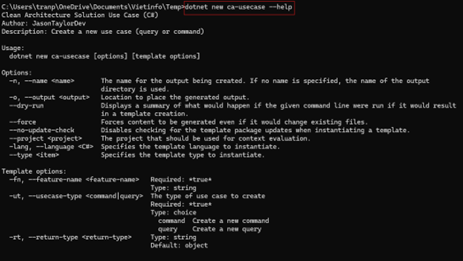 C:\Users\tranp\OneDrive\Documents\Vietinfo\Temp>dotnet new ca-usecase --help
Clean Architecture Solution Use Case (C#)
Author: JasonTaylorDev
Description: Create a new use case (query or command)
Usage:
dotnet new ca-usecase [options] [template options]
Options:
-n, --name <name> The name for the output being created. If no name is specified, the name of the output
directory is used.
-o, --output <output> Location to place the generated output.
--dry-run Displays a summary of what would happen if the given command line were run if it would result
in a template creation.
--force Forces content to be generated even if it would change existing files.
--no-update-check Disables checking for the template package updates when instantiating a template.
--project <project> The project that should be used for context evaluation.
-lang, --language <C#> Specifies the template language to instantiate.
--type <item> Specifies the template type to instantiate.
Template options:
-fn, --feature-name <feature-name> Required: *true*
Type: string
-ut, --usecase-type <command|query> The type of use case to create
Required: *true*
Type: choice
command Create a new command
query Create a new query
-rt, --return-type <return-type> Type: string
Default: object